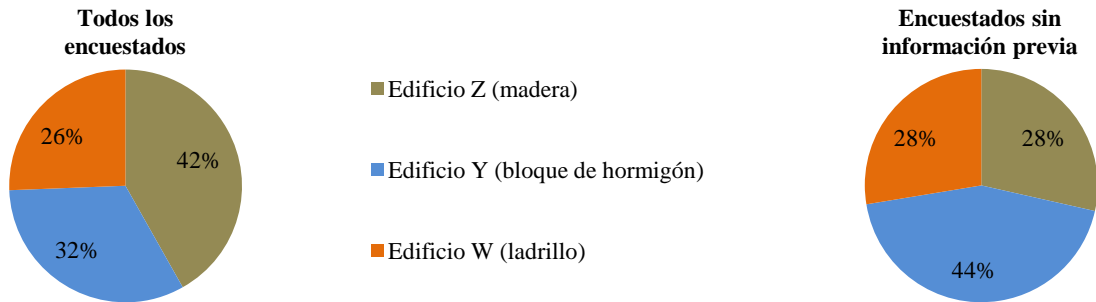 Todos los
encuestados
26%
42%
32%
Edificio Z (madera)
Edificio Y (bloque de hormigón)
Edificio W (ladrillo)
Encuestados sin
información previa
28%
28%
44%